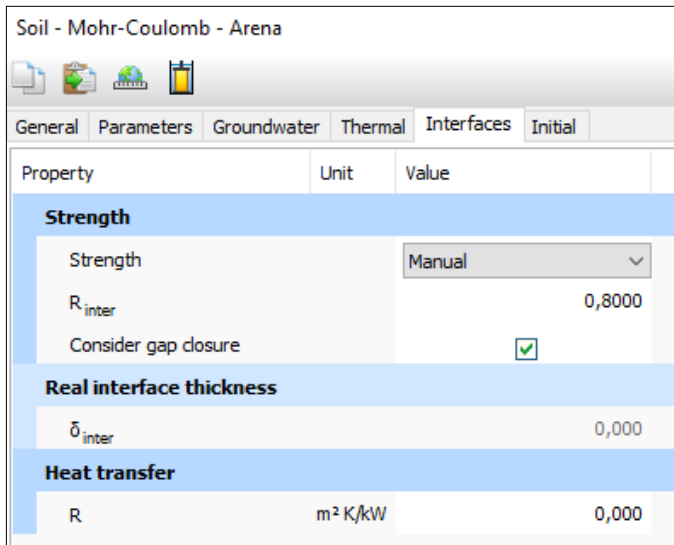 Soil - Mohr-Coulomb - Arena
General Parameters Groundwater Thermal Interfaces Initial
Property Unit Value
Strength
Strength Manual
R inter 0,8000
Consider gap closure
Real interface thickness
δ inter 0,000
Heat transfer
R m² K/kW 0,000